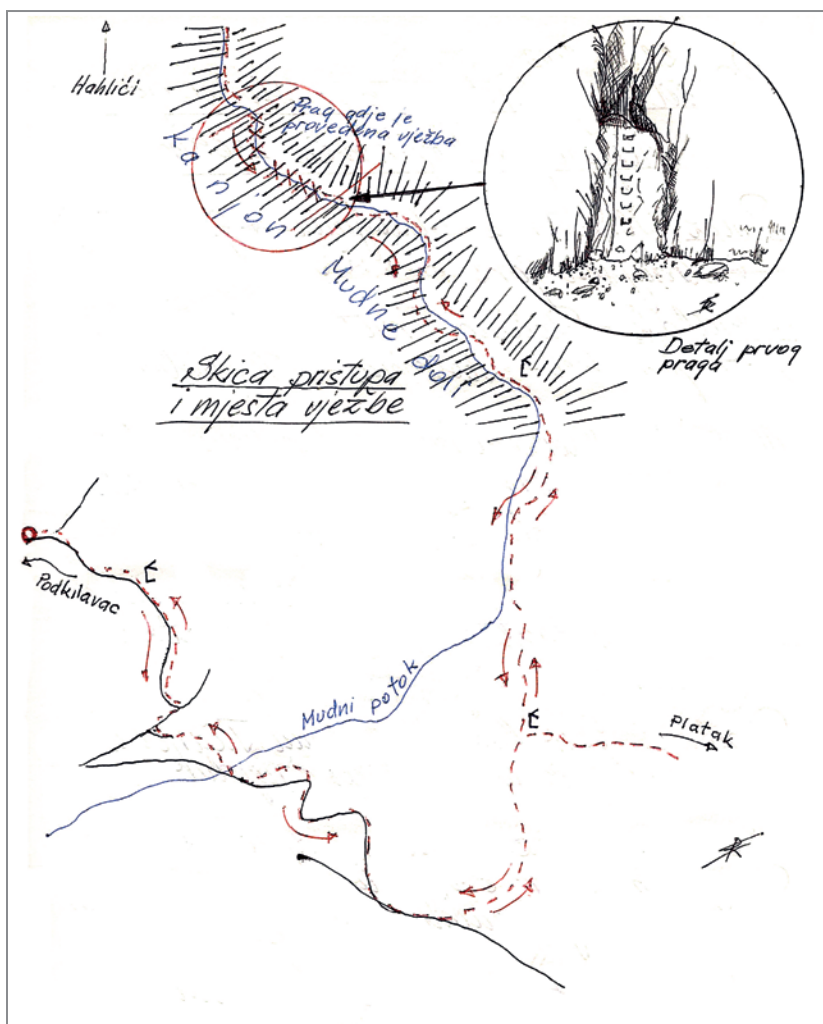 Hahlići
Prag gdje je
provedena vježba
Kanjon
Mudne doli
Detalj prvog
praga
Skica pristupa
i mjesta vježbe
Podkilavac
Mudni potok
Platak